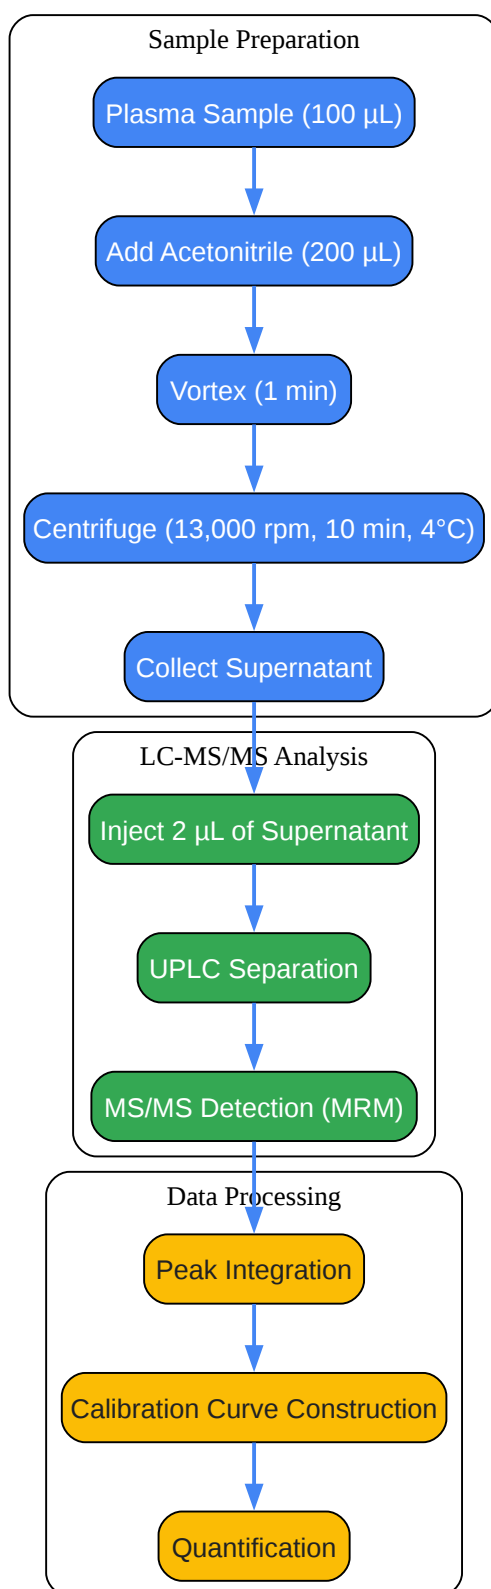 Sample Preparation
Plasma Sample (100 µL)
Add Acetonitrile (200 µL)
Vortex (1 min)
Centrifuge (13,000 rpm, 10 min, 4°C)
Collect Supernatant
LC-MS/MS Analysis
Inject 2 µL of Supernatant
UPLC Separation
MS/MS Detection (MRM)
Data Processing
Peak Integration
Calibration Curve Construction
Quantification